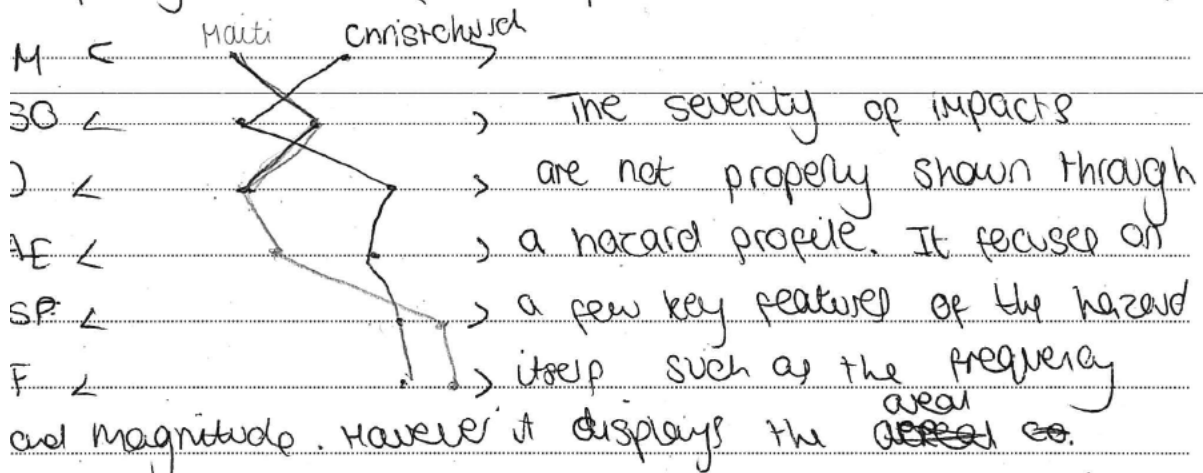 Haiti Christchurch
M < >
SO < > The severity of impacts
D < > are not properly shown through
AE < > a hazard profile. It focuses on
SP < > a few key features of the hazard
F < > itself such as the frequency
and magnitude. However it displays the areal